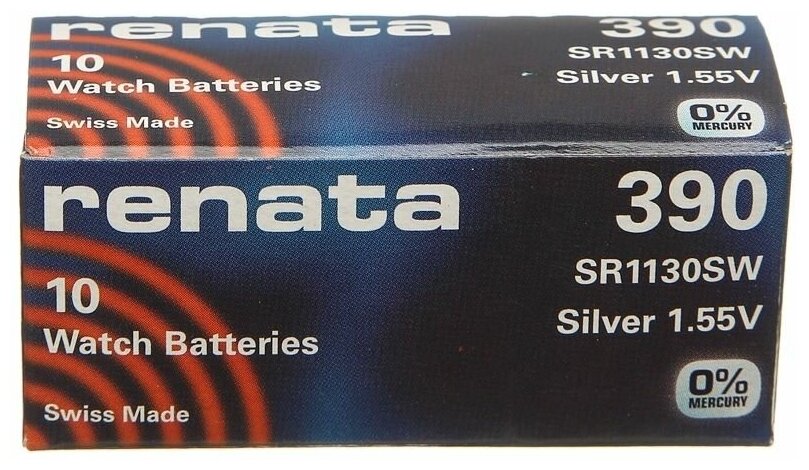 renata
390
10
SR1130SW
Watch Batteries
Silver 1.55V
Swiss Made
0%
MERCURY
renata
390
SR1130SW
10
Silver 1.55V
Watch Batteries
0%
MERCURY
Swiss Made